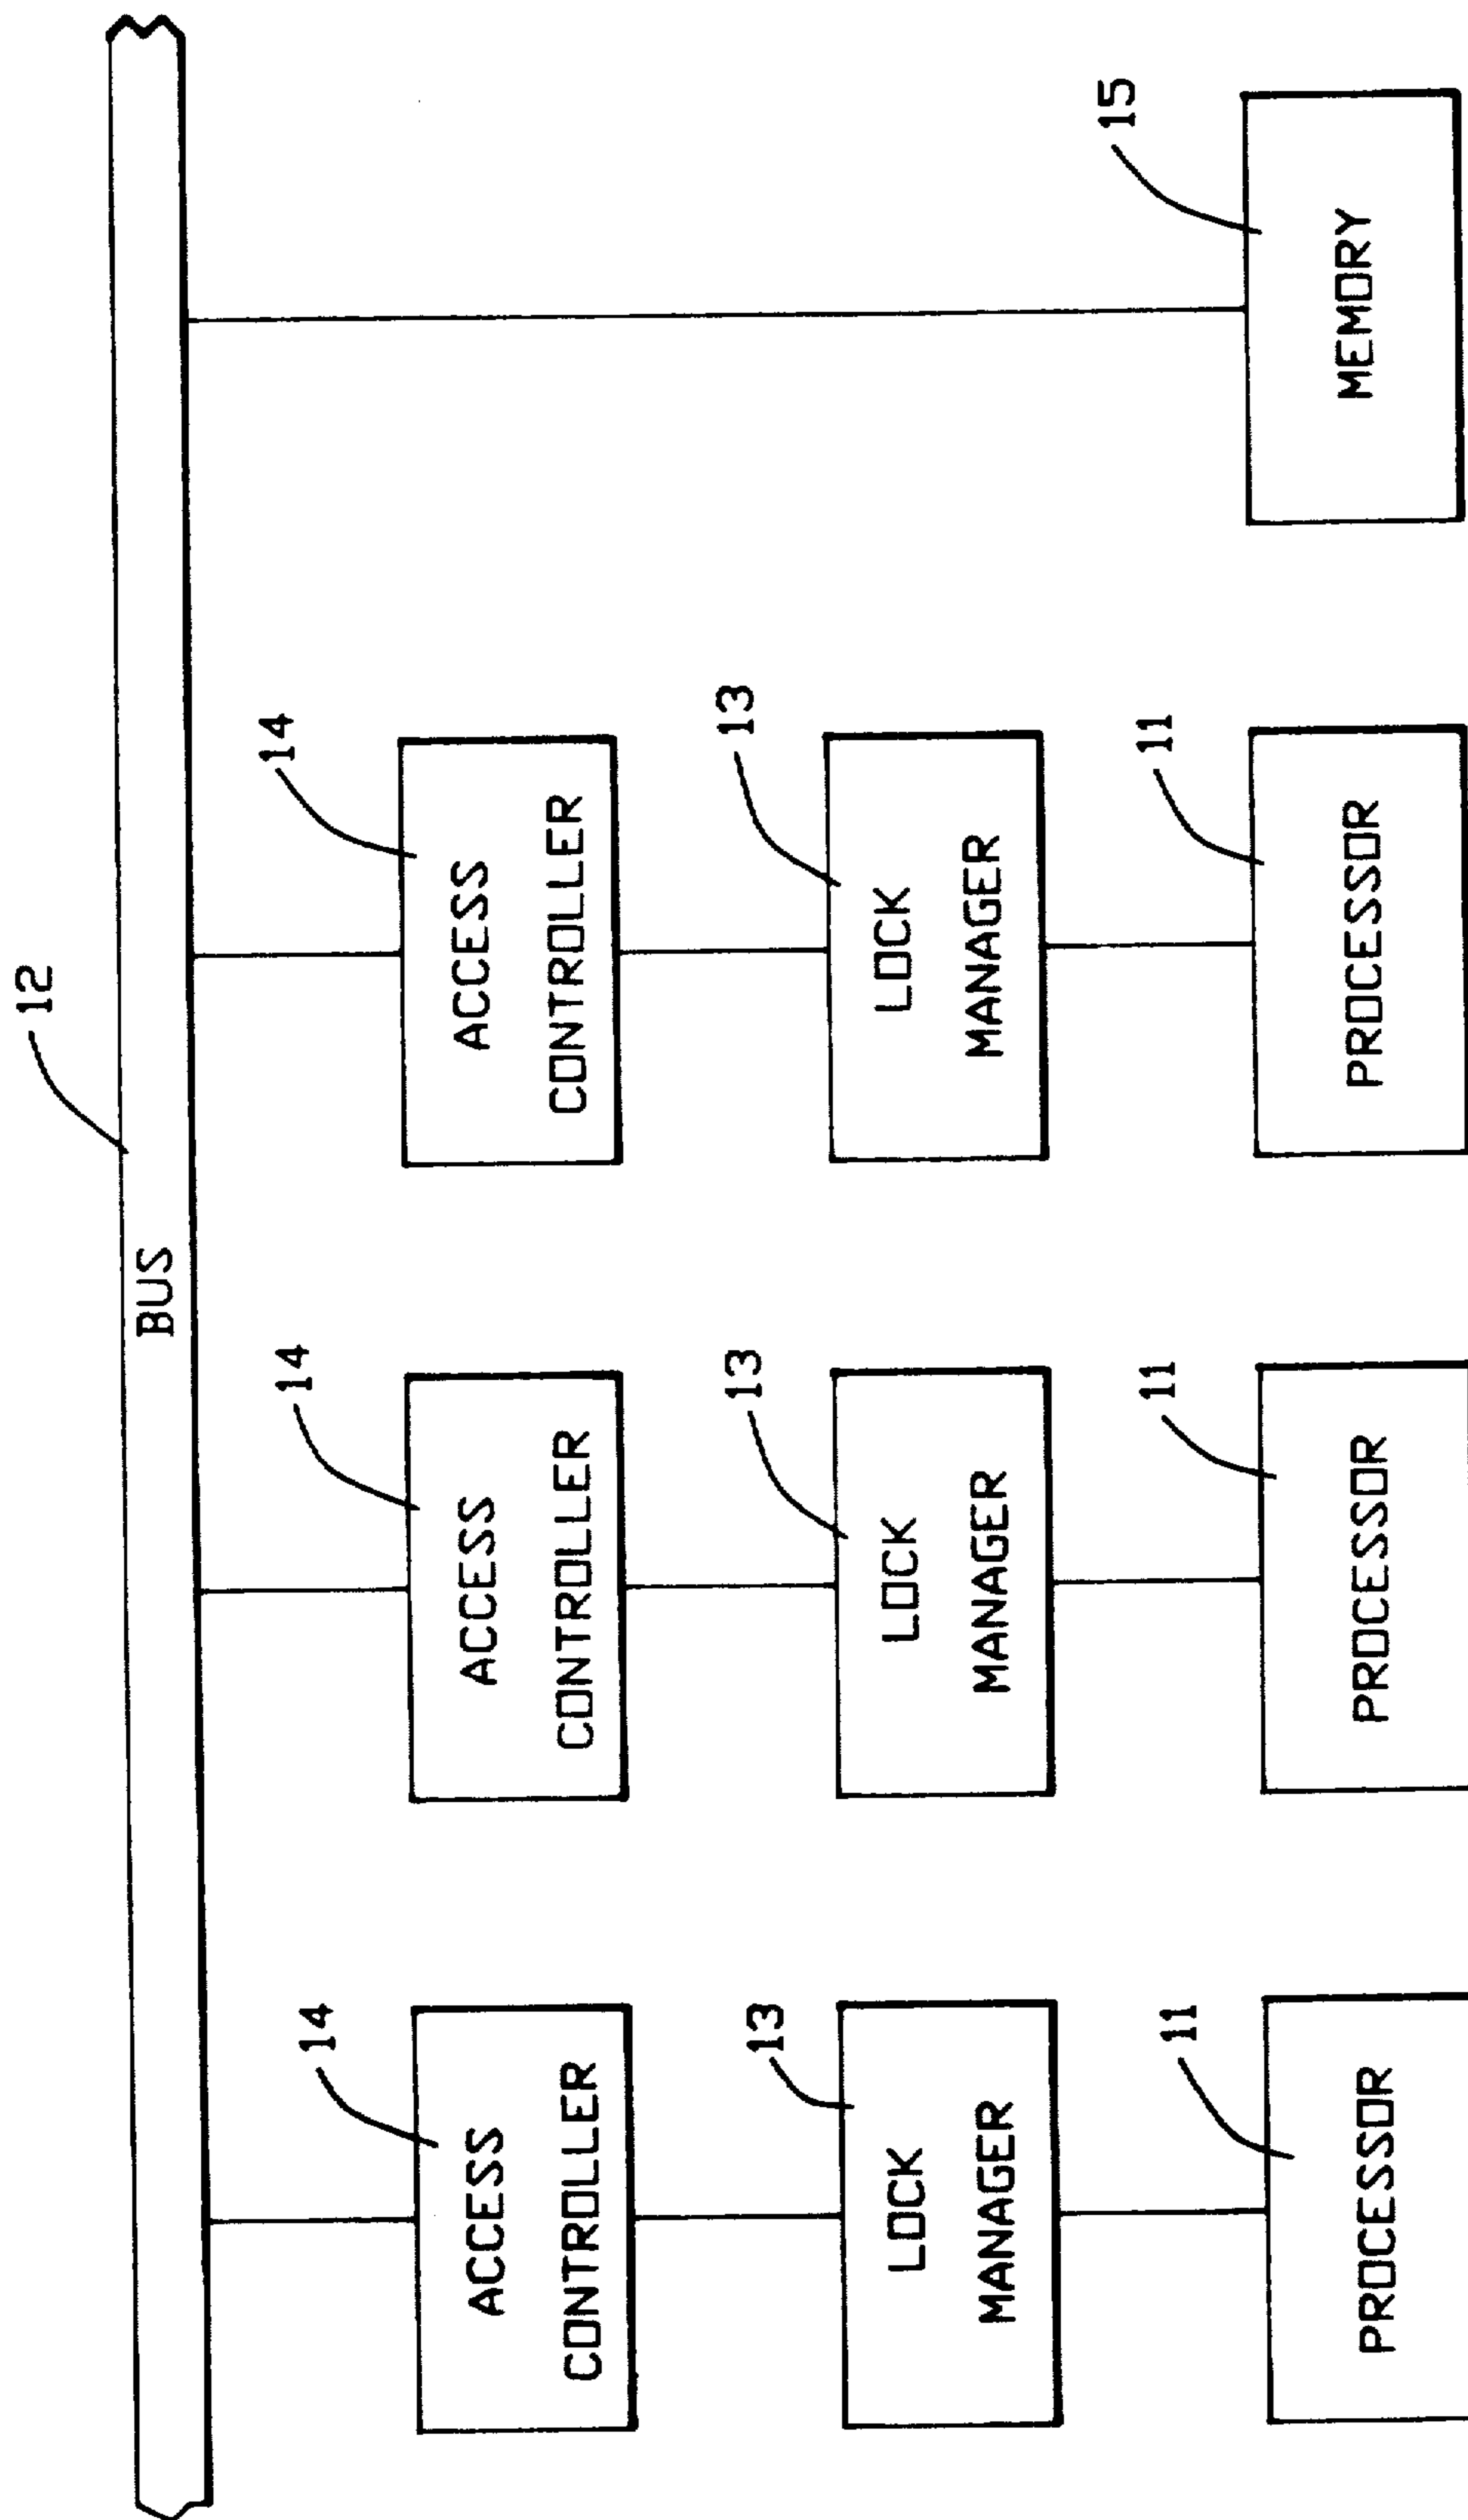 12
BUS
14
14
14
15
ACCESS
CONTROLLER
ACCESS
CONTROLLER
ACCESS
CONTROLLER
13
13
13
LOCK
MANAGER
LOCK
MANAGER
LOCK
MANAGER
11
11
11
PROCESSOR
PROCESSOR
PROCESSOR
MEMORY